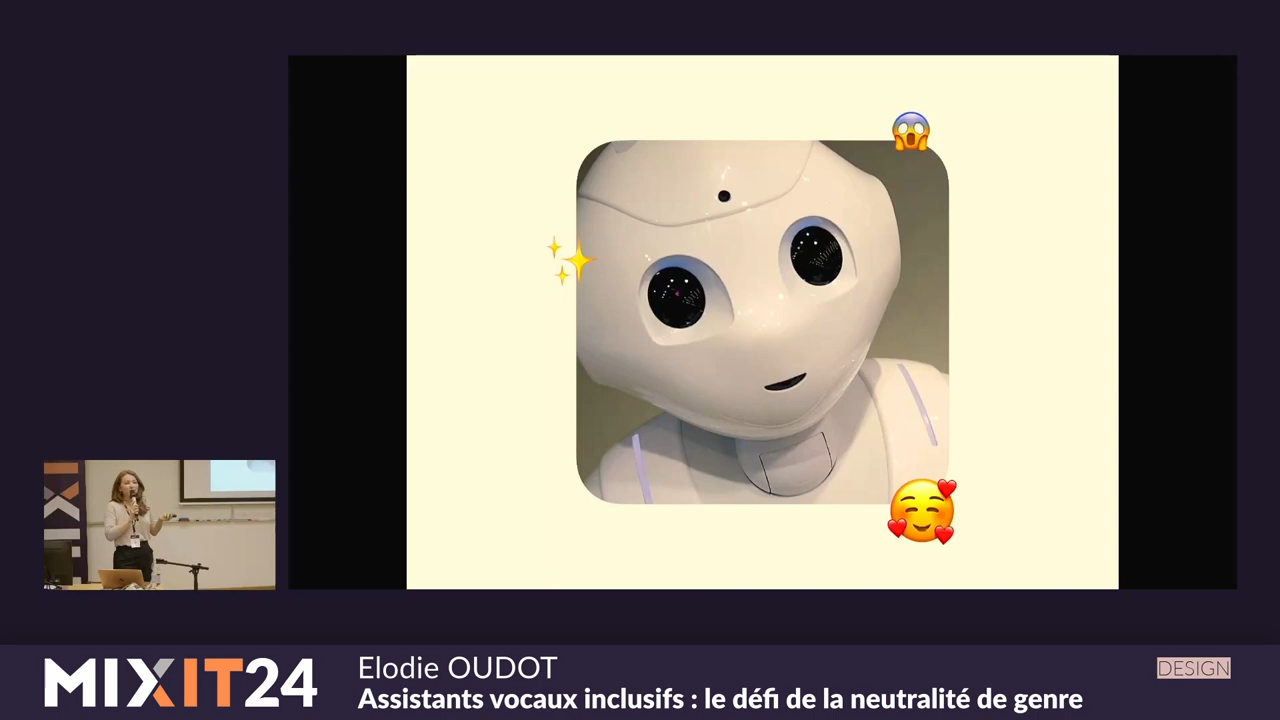 MIXIT24
Elodie OUDOT
Assistants vocaux inclusifs : le défi de la neutralité de genre
DESIGN